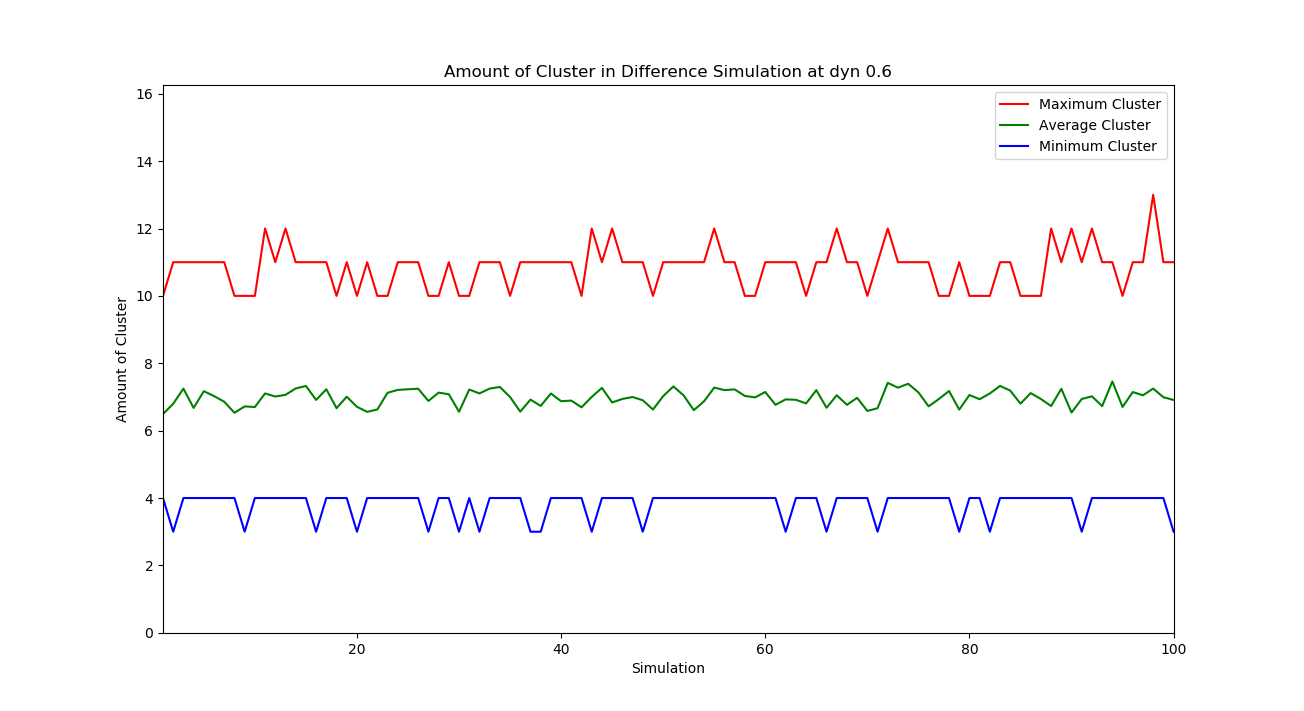 Amount of Cluster in Difference Simulation at dyn 0.6
Maximum Cluster
Average Cluster
Minimum Cluster
Amount of Cluster
16
14
12
10
8
6
4
2
0
20 40 60 80 100
Simulation